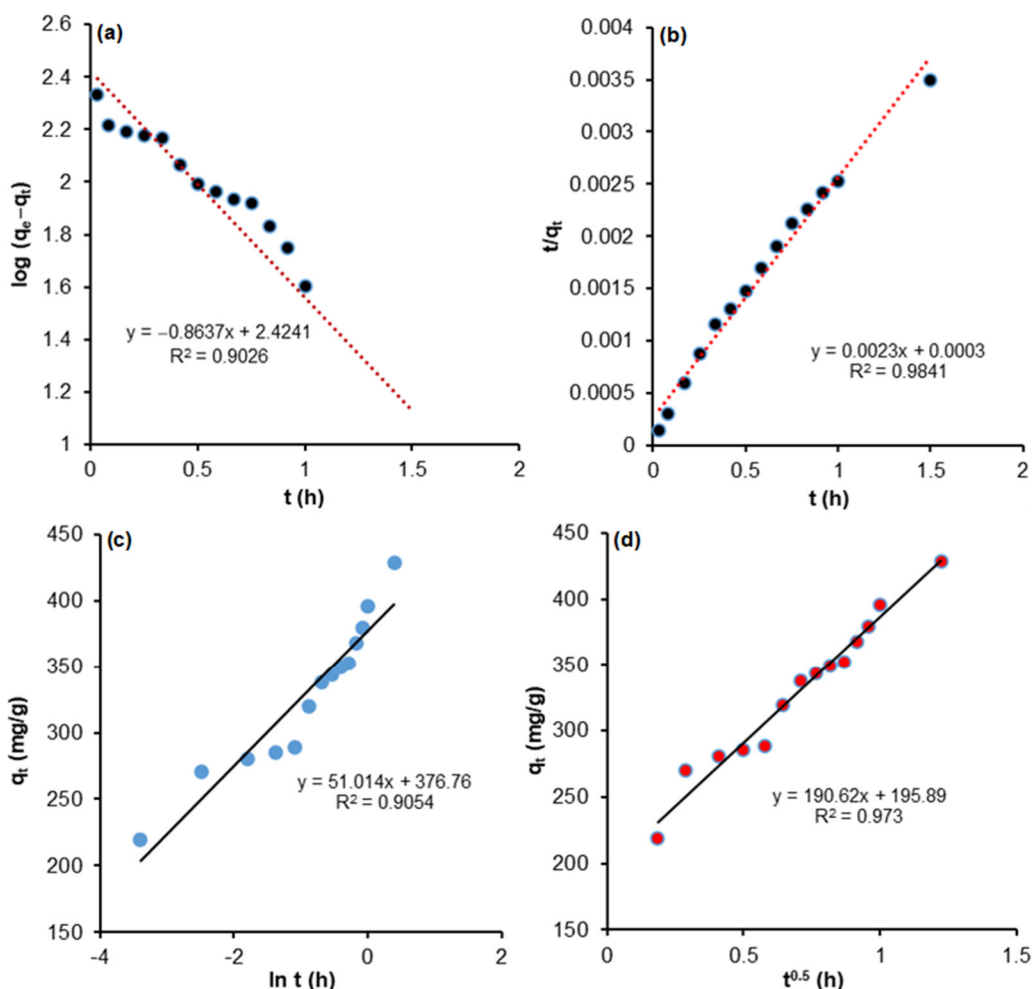 (a)
2.6
2.4
2.2
2
1.8
1.6
1.4
1.2
1
log (qe−qt)
y = −0.8637x + 2.4241
R² = 0.9026
0 0.5 1 1.5 2
t (h)
(b)
0.004
0.0035
0.003
0.0025
0.002
0.0015
0.001
0.0005
0
t/qt
y = 0.0023x + 0.0003
R² = 0.9841
0 0.5 1 1.5 2
t (h)
(c)
450
400
350
300
250
200
150
qt (mg/g)
y = 51.014x + 376.76
R² = 0.9054
−4 −2 0 2
ln t (h)
(d)
450
400
350
300
250
200
150
qt (mg/g)
y = 190.62x + 195.89
R² = 0.973
0 0.5 1 1.5
t^0.5 (h)